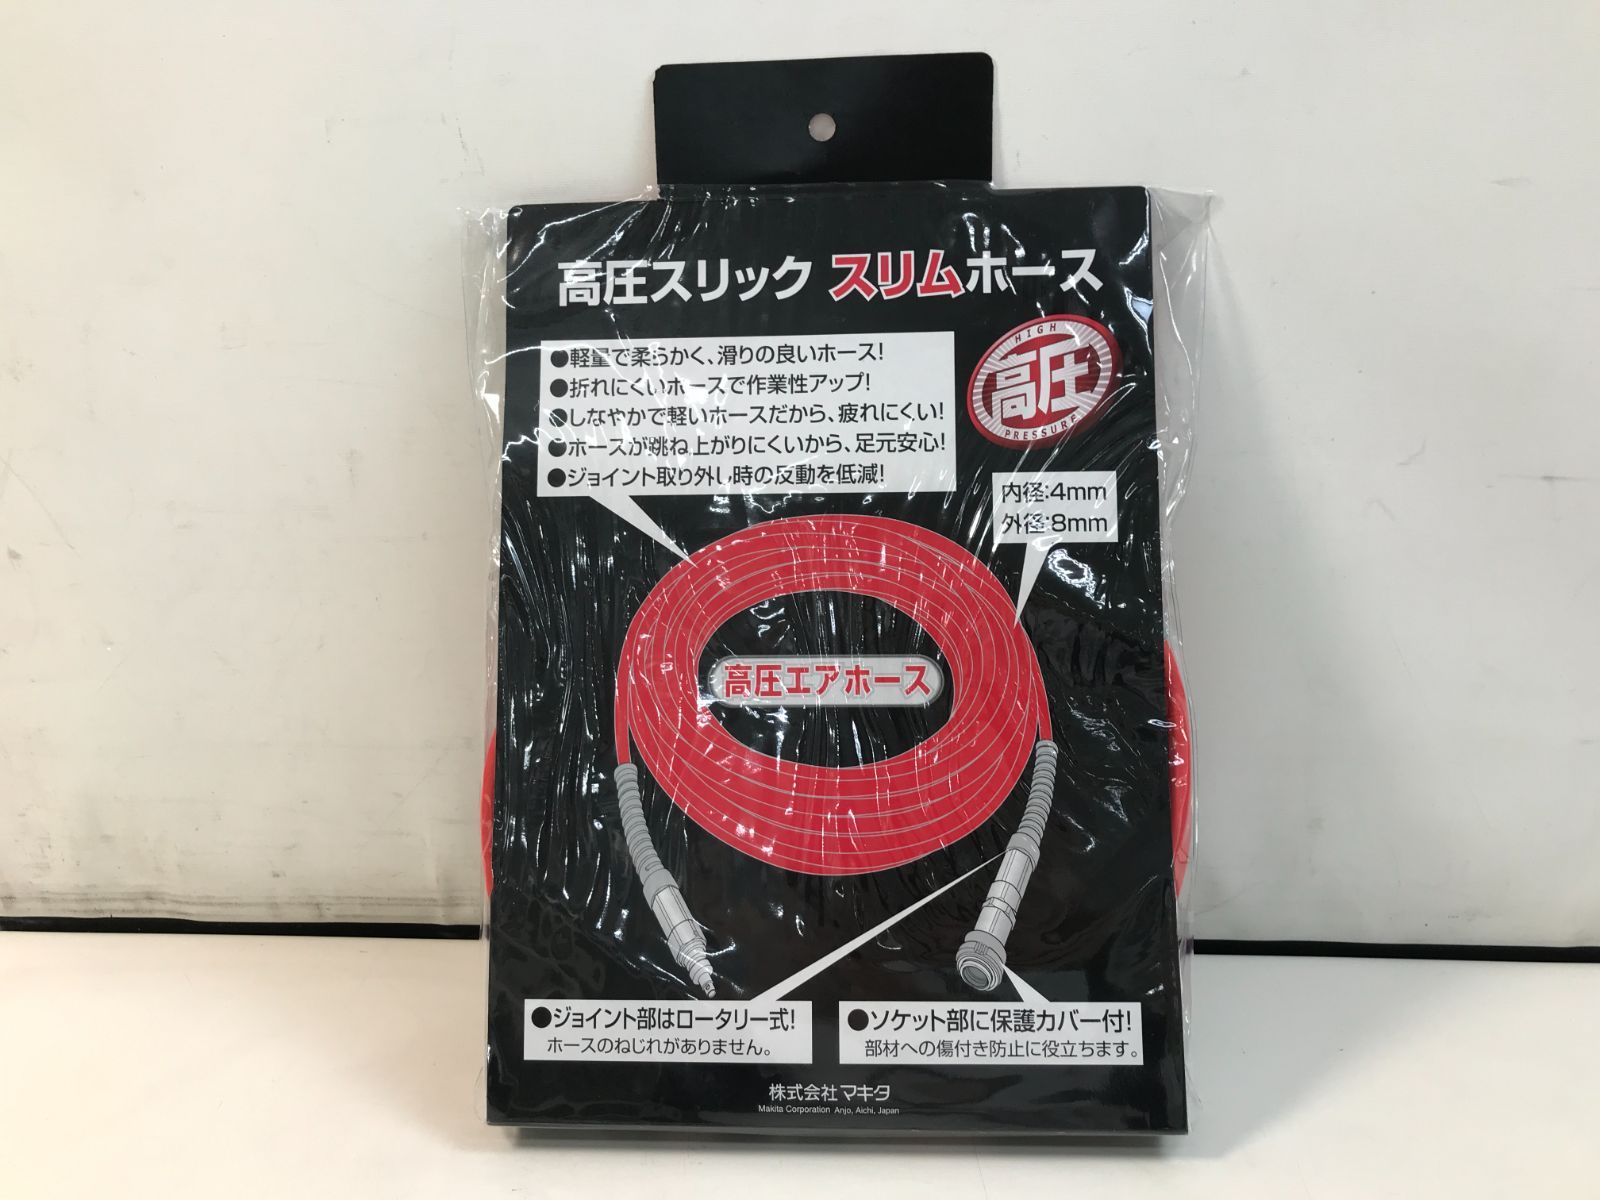 高圧スリック スリムホース
●軽量で柔らかく、滑りの良いホース!
●折れにくいホースで作業性アップ!
●しなやかで軽いホースだから、疲れにくい!
●ホースが跳ね上がりにくいから、足元安心!
●ジョイント取り外し時の反動を低減!
HIGH
高圧
PRESSURE
内径:4mm
外径:8mm
高圧エアホース
●ジョイント部はロータリー式!
ホースのねじれがありません。
●ソケット部に保護カバー付!
部材への傷付き防止に役立ちます。
株式会社マキタ
Makita Corporation Anjo, Aichi, Japan